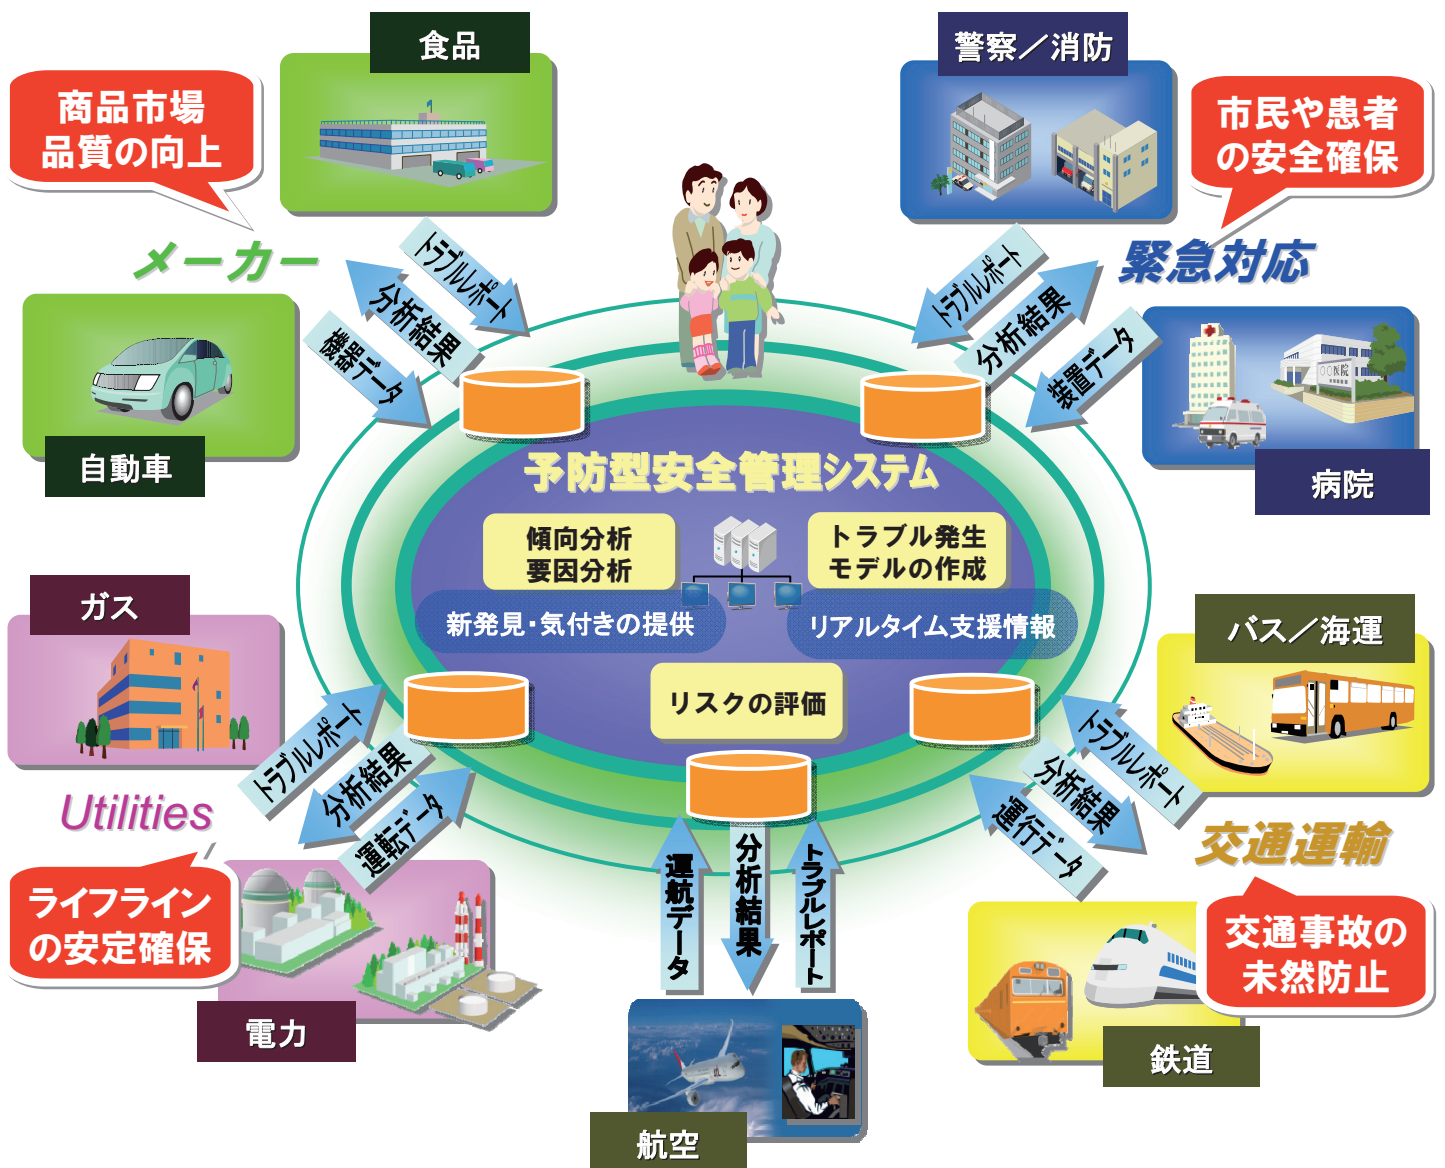 食品
商品市場
品質の向上
メーカー
トラブルレポート
分析結果
機器データ
自動車
警察／消防
市民や患者
の安全確保
緊急対応
トラブルレポート
分析結果
装置データ
○○医院
病院
予防型安全管理システム
傾向分析
要因分析
トラブル発生
モデルの作成
新発見・気付きの提供
リアルタイム支援情報
リスクの評価
ガス
Utilities
トラブルレポート
分析結果
運転データ
ライフライン
の安定確保
電力
運航データ
分析結果
トラブルレポート
航空
バス／海運
トラブルレポート
分析結果
運行データ
交通運輸
交通事故の
未然防止
鉄道